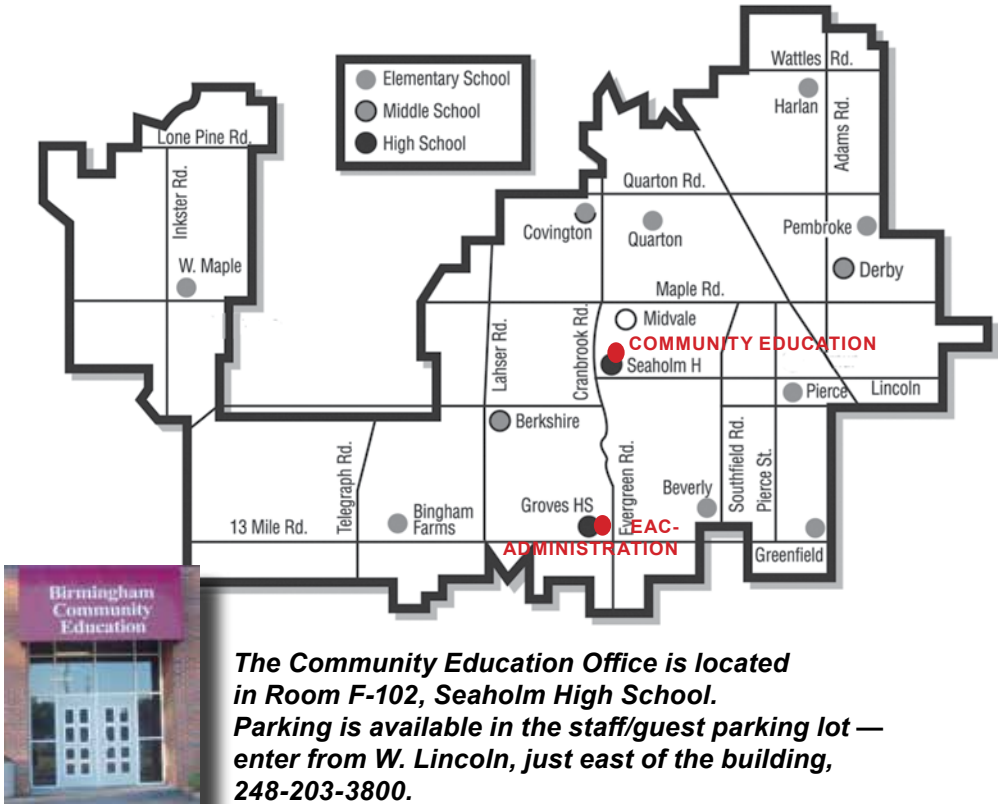 Wattles Rd.
Elementary School
Harlan
Middle School
Adams Rd.
Lone Pine Rd.
High School
Inkster Rd.
Quarton Rd.
Covington
Quarton
Pembroke
W. Maple
Derby
Maple Rd.
Midvale
Lahser Rd.
Cranbrook Rd.
COMMUNITY EDUCATION
Seaholm H
Pierce
Lincoln
Berkshire
Telegraph Rd.
Evergreen Rd.
Southfield Rd.
Pierce St.
Beverly
Groves HS
Bingham
Farms
13 Mile Rd.
EAC-
ADMINISTRATION
Greenfield
Birmingham
Community
Education
The Community Education Office is located
in Room F-102, Seaholm High School.
Parking is available in the staff/guest parking lot —
enter from W. Lincoln, just east of the building,
248-203-3800.